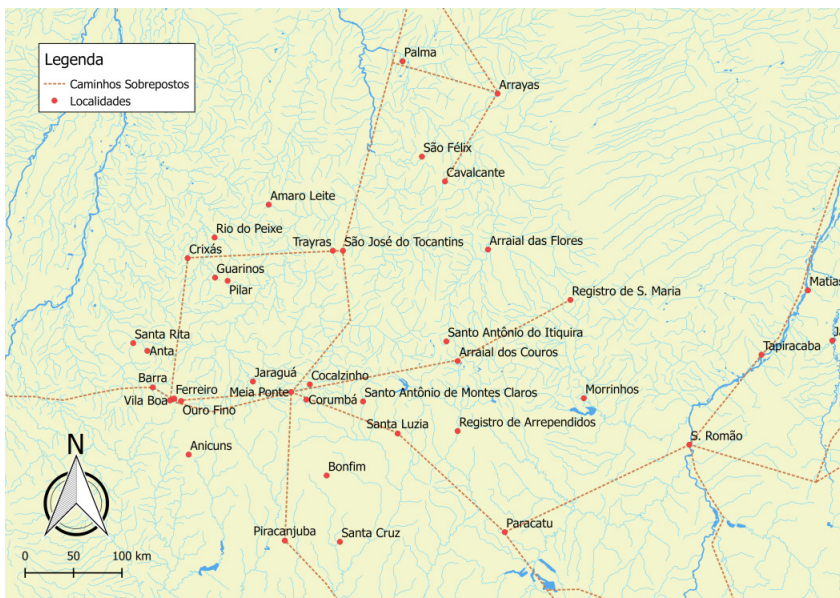 Legenda
Caminhos Sobrepostos
Localidades
Palma
Arrayas
São Félix
Cavalcante
Amaro Leite
Rio do Peixe
Crixás
Trayras
São José do Tocantins
Arraial das Flores
Guarinos
Pilar
Registro de S. Maria
Matias
Santa Rita
Anta
Santo Antônio do Itiquira
Arraial dos Couros
Tapiracaba
Ja
Barra
Ferreiro
Vila Boa
Ouro Fino
Jaraguá
Cocalzinho
Meia Ponte
Corumbá
Santo Antônio de Montes Claros
Morrinhos
Santa Luzia
Registro de Arrependidos
S. Romão
Anicuns
Bonfim
N
Piracanjuba
Santa Cruz
Paracatu
0 50 100 km